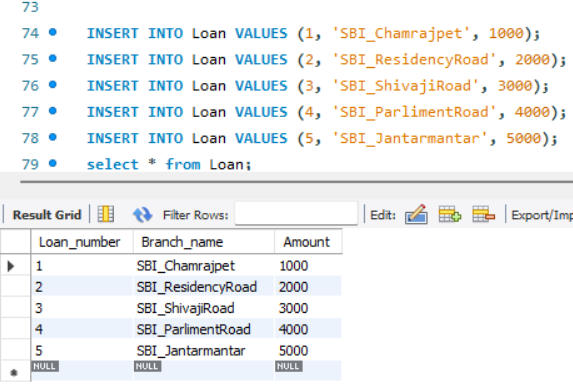 73
74 INSERT INTO Loan VALUES (1, 'SBI_Chamrajpet', 1000);
75 INSERT INTO Loan VALUES (2, 'SBI_ResidencyRoad', 2000);
76 INSERT INTO Loan VALUES (3, 'SBI_ShivajiRoad', 3000);
77 INSERT INTO Loan VALUES (4, 'SBI_ParlimentRoad', 4000);
78 INSERT INTO Loan VALUES (5, 'SBI_Jantarmantar', 5000);
79 select * from Loan;
Result Grid Filter Rows: Edit: Export/Imp
Loan_number Branch_name Amount
1 SBI_Chamrajpet 1000
2 SBI_ResidencyRoad 2000
3 SBI_ShivajiRoad 3000
4 SBI_ParlimentRoad 4000
5 SBI_Jantarmantar 5000
NULL NULL NULL